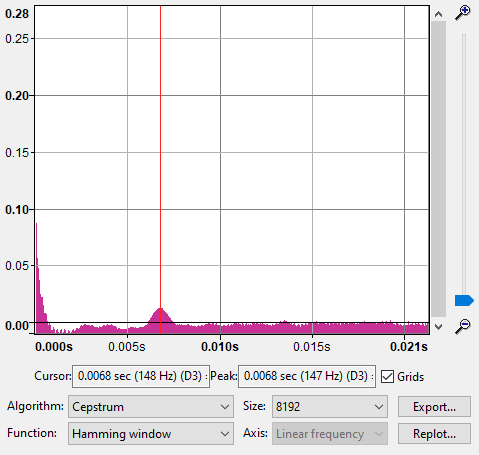 0.28
0.25
0.20
0.15
0.10
0.05
0.00
0.000s 0.005s 0.010s 0.015s 0.021s
Cursor: 0.0068 sec (148 Hz) (D3) = Peak: 0.0068 sec (147 Hz) (D3) = Grids
Algorithm: Cepstrum Size: 8192 Export...
Function: Hamming window Axis: Linear frequency Replot...